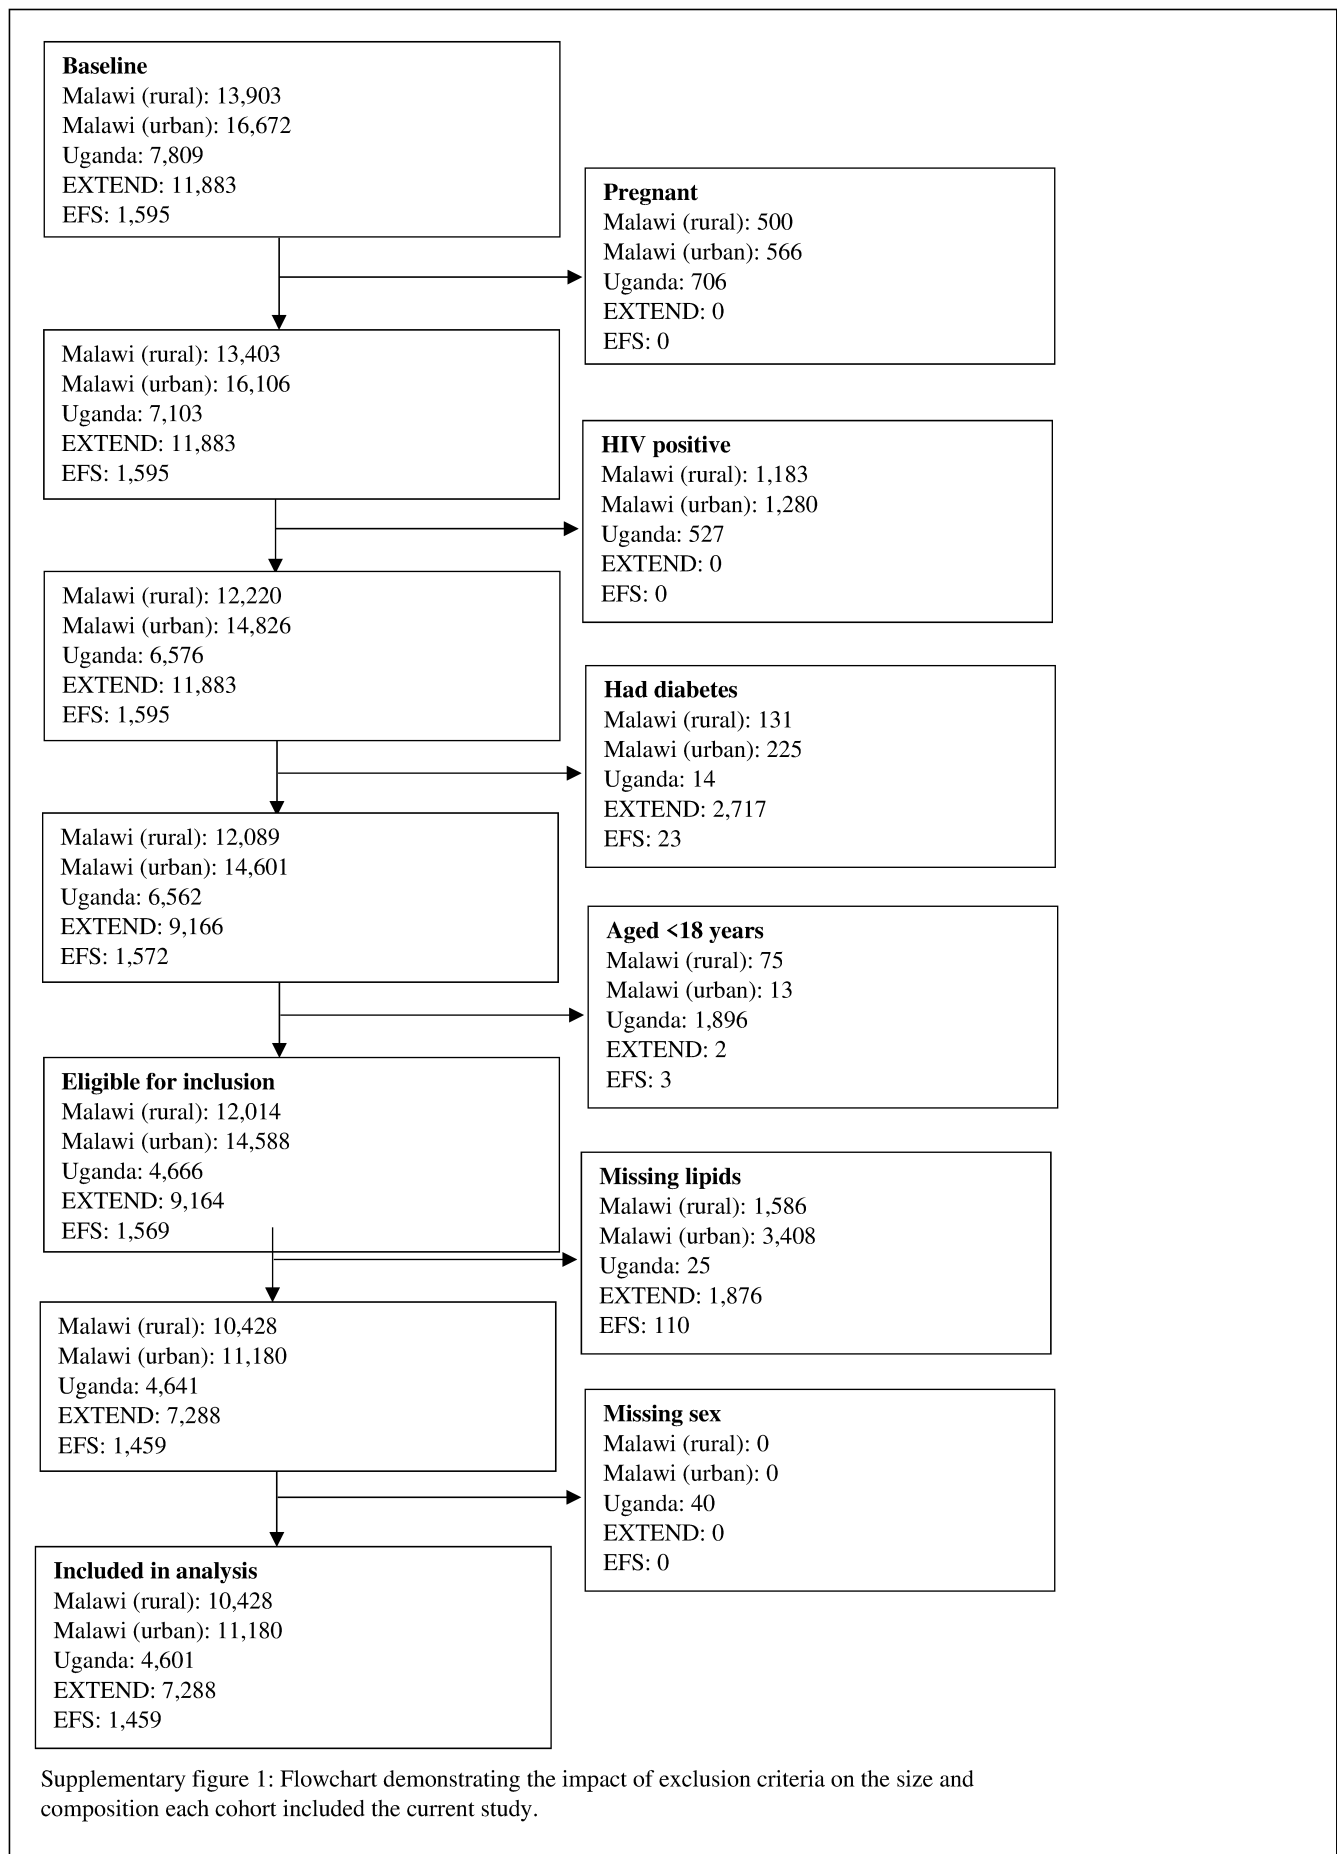 Baseline
Malawi (rural): 13,903
Malawi (urban): 16,672
Uganda: 7,809
EXTEND: 11,883
EFS: 1,595
Pregnant
Malawi (rural): 500
Malawi (urban): 566
Uganda: 706
EXTEND: 0
EFS: 0
Malawi (rural): 13,403
Malawi (urban): 16,106
Uganda: 7,103
EXTEND: 11,883
EFS: 1,595
HIV positive
Malawi (rural): 1,183
Malawi (urban): 1,280
Uganda: 527
EXTEND: 0
EFS: 0
Malawi (rural): 12,220
Malawi (urban): 14,826
Uganda: 6,576
EXTEND: 11,883
EFS: 1,595
Had diabetes
Malawi (rural): 131
Malawi (urban): 225
Uganda: 14
EXTEND: 2,717
EFS: 23
Malawi (rural): 12,089
Malawi (urban): 14,601
Uganda: 6,562
EXTEND: 9,166
EFS: 1,572
Aged <18 years
Malawi (rural): 75
Malawi (urban): 13
Uganda: 1,896
EXTEND: 2
EFS: 3
Eligible for inclusion
Malawi (rural): 12,014
Malawi (urban): 14,588
Uganda: 4,666
EXTEND: 9,164
EFS: 1,569
Missing lipids
Malawi (rural): 1,586
Malawi (urban): 3,408
Uganda: 25
EXTEND: 1,876
EFS: 110
Malawi (rural): 10,428
Malawi (urban): 11,180
Uganda: 4,641
EXTEND: 7,288
EFS: 1,459
Missing sex
Malawi (rural): 0
Malawi (urban): 0
Uganda: 40
EXTEND: 0
EFS: 0
Included in analysis
Malawi (rural): 10,428
Malawi (urban): 11,180
Uganda: 4,601
EXTEND: 7,288
EFS: 1,459
Supplementary figure 1: Flowchart demonstrating the impact of exclusion criteria on the size and
composition each cohort included the current study.